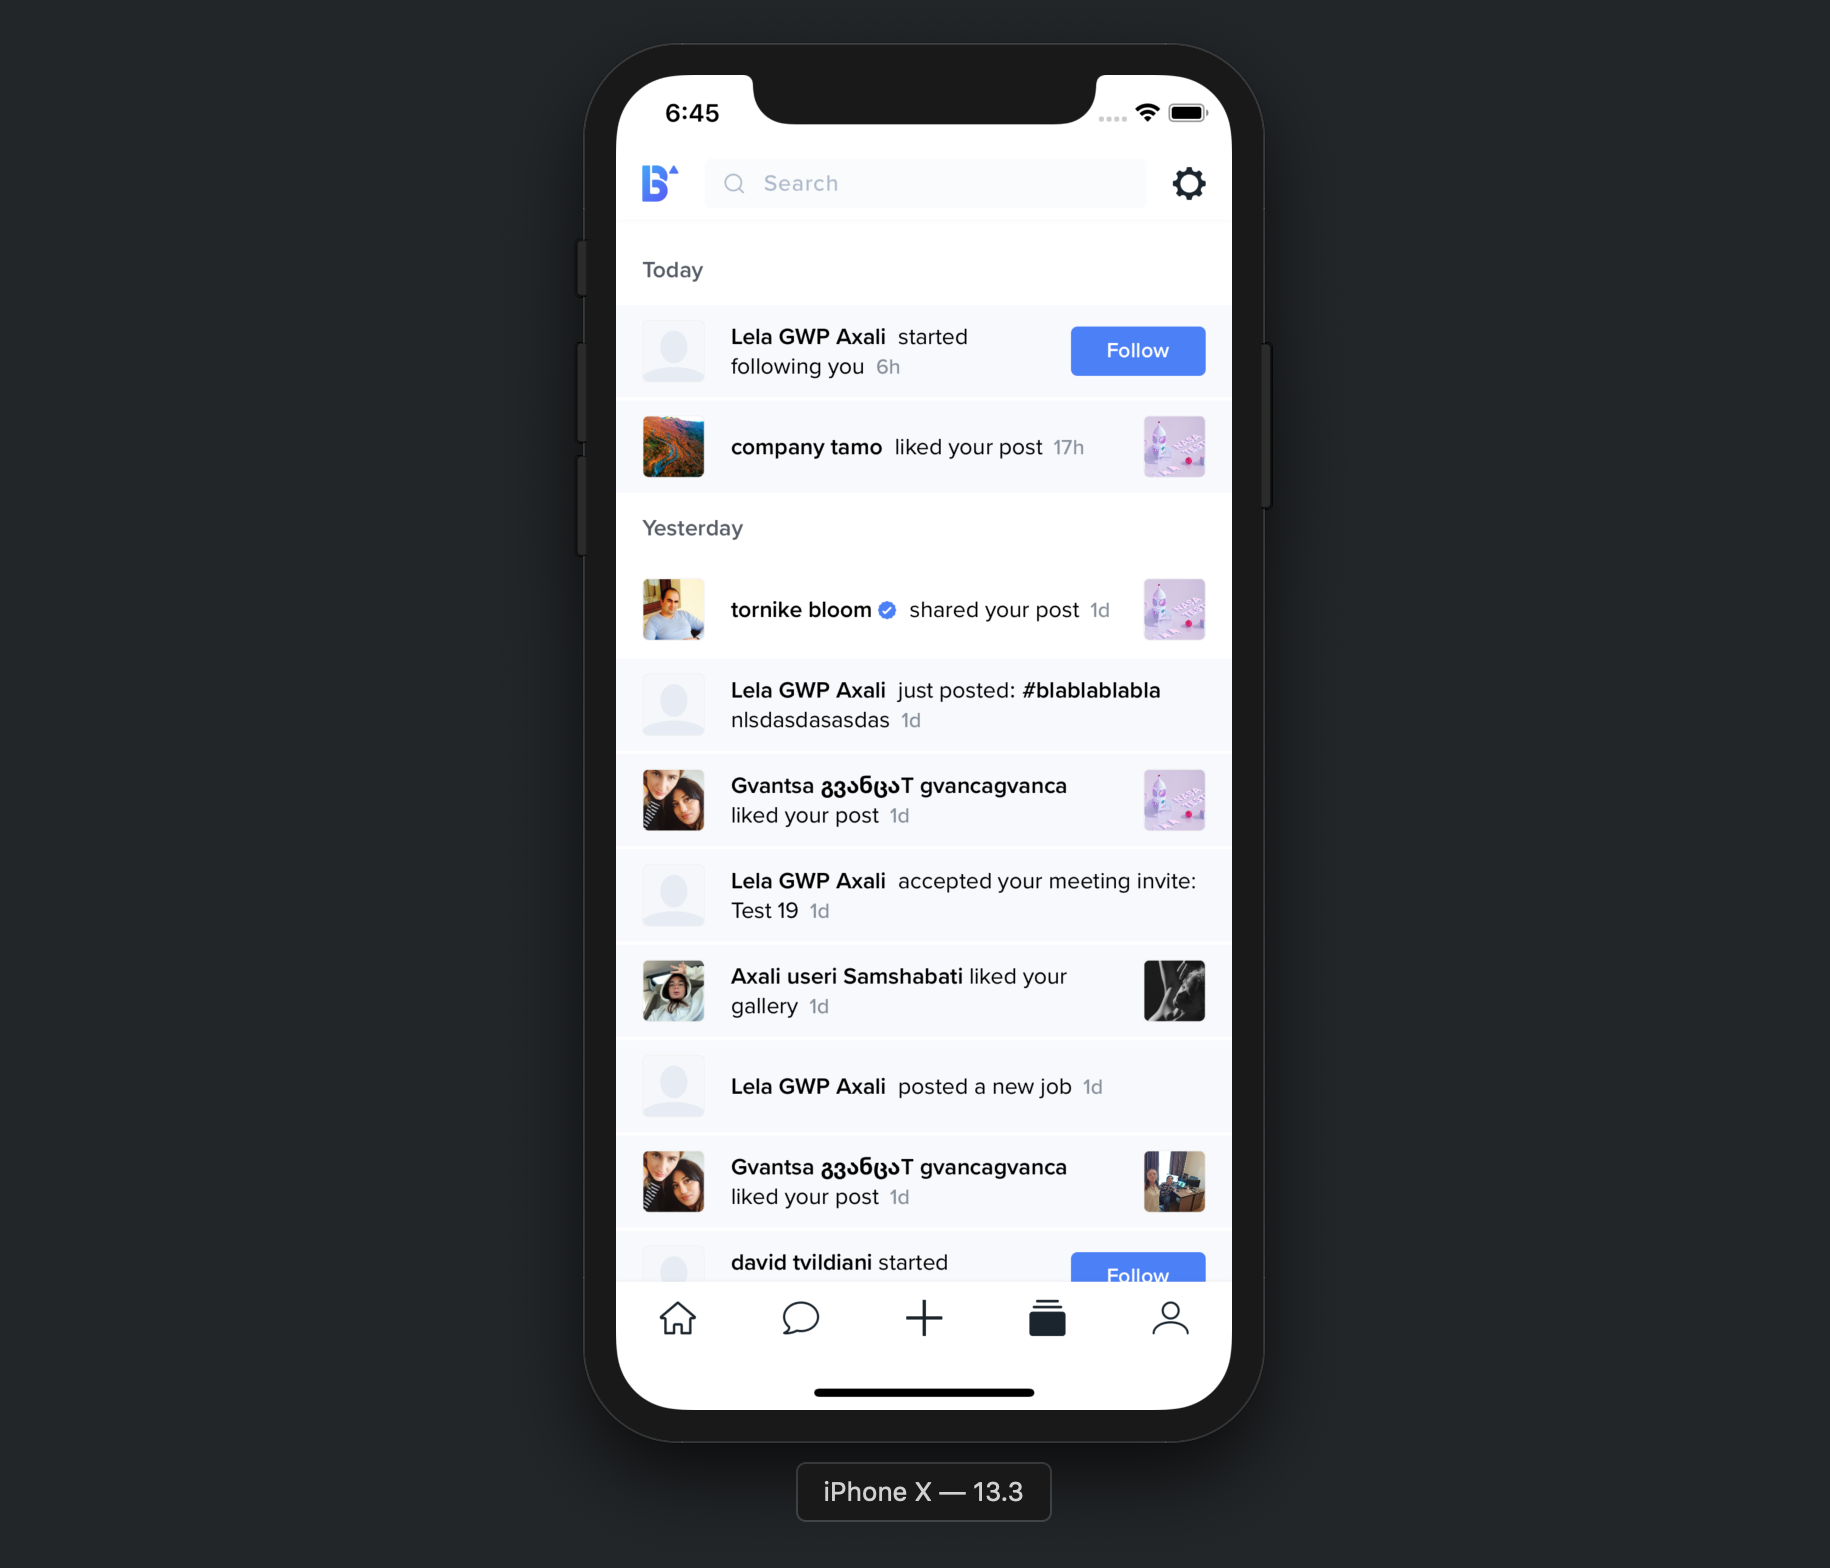 6:45
Search
Today
Lela GWP Axali started
following you 6h
Follow
company tamo liked your post 17h
Yesterday
tornike bloom shared your post 1d
Lela GWP Axali just posted: #blablablabla
nlsdasdasasdas 1d
Gvantsa გვანცაT gvancagvanca
liked your post 1d
Lela GWP Axali accepted your meeting invite:
Test 19 1d
Axali useri Samshabati liked your
gallery 1d
Lela GWP Axali posted a new job 1d
Gvantsa გვანცაT gvancagvanca
liked your post 1d
david tvildiani started
Follow
iPhone X — 13.3